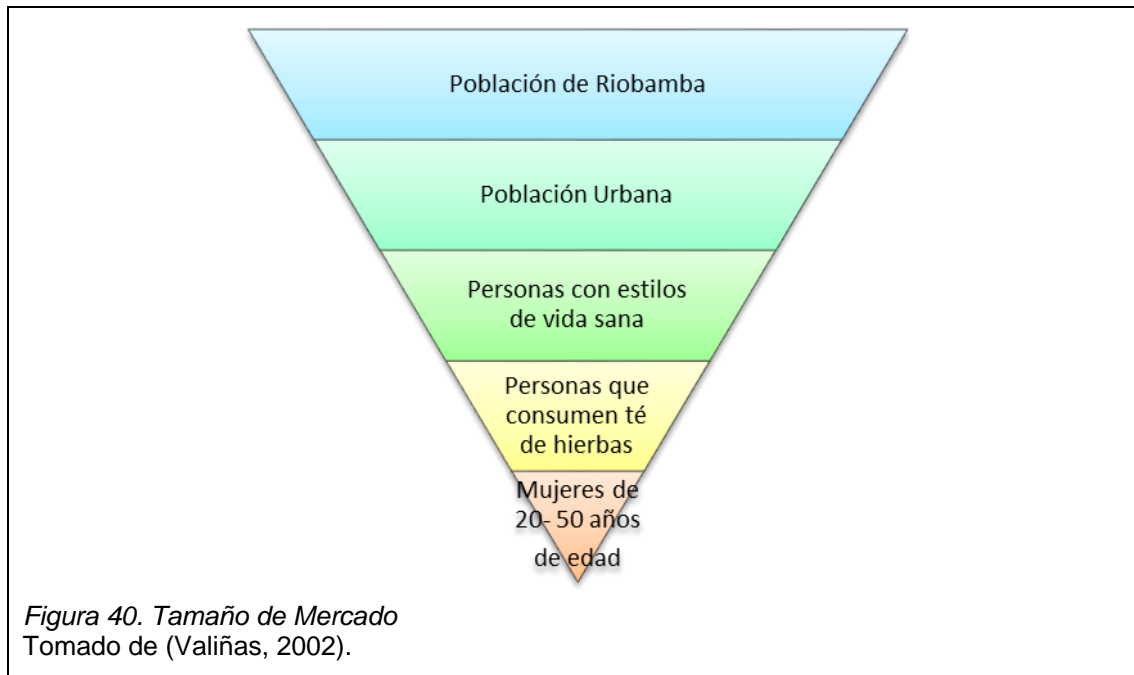 Población de Riobamba
Población Urbana
Personas con estilos
de vida sana
Personas que
consumen té
de hierbas
Mujeres de
20- 50 años
de edad
Figura 40. Tamaño de Mercado
Tomado de (Valiñas, 2002).